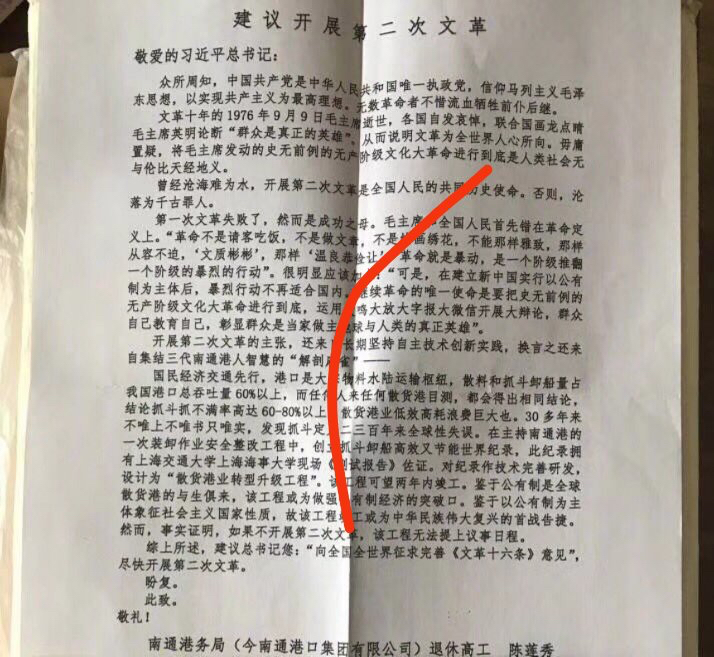 建议开展第二次文革
敬爱的习近平总书记：
众所周知，中国共产党是中华人民共和国唯一执政党，信仰马列主义毛泽
东思想，以实现共产主义为最高理想。无数革命者不惜流血牺牲前仆后继。
文革十年的1976年9月9日毛主席逝世，各国自发哀悼，联合国画龙点睛
毛主席英明论断“群众是真正的英雄”。从而说明文革为全世界人心所向。毋庸
置疑，将毛主席发动的史无前例的无产阶级文化大革命进行到底是人类社会无
与伦比天经地义。
曾经沧海难为水，开展第二次文革是全国人民的共同历史使命。否则，沦
落为千古罪人。
第一次文革失败了，然而是成功之母。毛主席和全国人民首先错在革命定
义上。“革命不是请客吃饭，不是做文章，不是绘画绣花，不能那样雅致，那样
从容不迫，‘文质彬彬’，那样‘温良恭俭让’。革命就是暴动，是一个阶级推翻
一个阶级的暴烈的行动”。很明显应该加：“可是，在建立新中国实行以公有
制为主体后，暴烈行动不再适合国内。继续革命的唯一使命是要把史无前例的
无产阶级文化大革命进行到底，运用大鸣大放大字报大微信开展大辩论，群众
自己教育自己，彰显群众是当家做主 球与人类的真正英雄”。
开展第二次文革的主张，还来自长期坚持自主技术创新实践，换言之还来
自集结三代南通港人智慧的“解剖麻雀”——
国民经济交通先行，港口是大宗物料水陆运输枢纽，散料和抓斗卸船量占
我国港口总吞吐量60%以上，而任何人来任何散货港目测，都会得出相同结论，
结论抓斗抓不满率高达60-80%以上，散货港业低效高耗浪费巨大也。30多年来
不唯上不唯书只唯实，发现抓斗定 二三百年来全球性失误。在主持南通港的
一次装卸作业安全整改工程中，创立抓斗卸船高效又节能世界纪录，此纪录拥
有上海交通大学上海海事大学现场《测试报告》佐证。对纪录作技术完善研发，
设计为“散货港业转型升级工程”。该工程可望两年内竣工。鉴于公有制是全球
散货港的与生俱来，该工程或为做强公有制经济的突破口。鉴于以公有制为主
体象征社会主义国家性质，故该工程竣工或为中华民族伟大复兴的首战告捷。
然而，事实证明，如果不开展第二次文革，该工程无法提上议事日程。
综上所述，建议总书记您：“向全国全世界征求完善《文革十六条》意见”，
尽快开展第二次文革。
盼复。
此致。
敬礼！
南通港务局（今南通港口集团有限公司）退休高工 陈莲秀